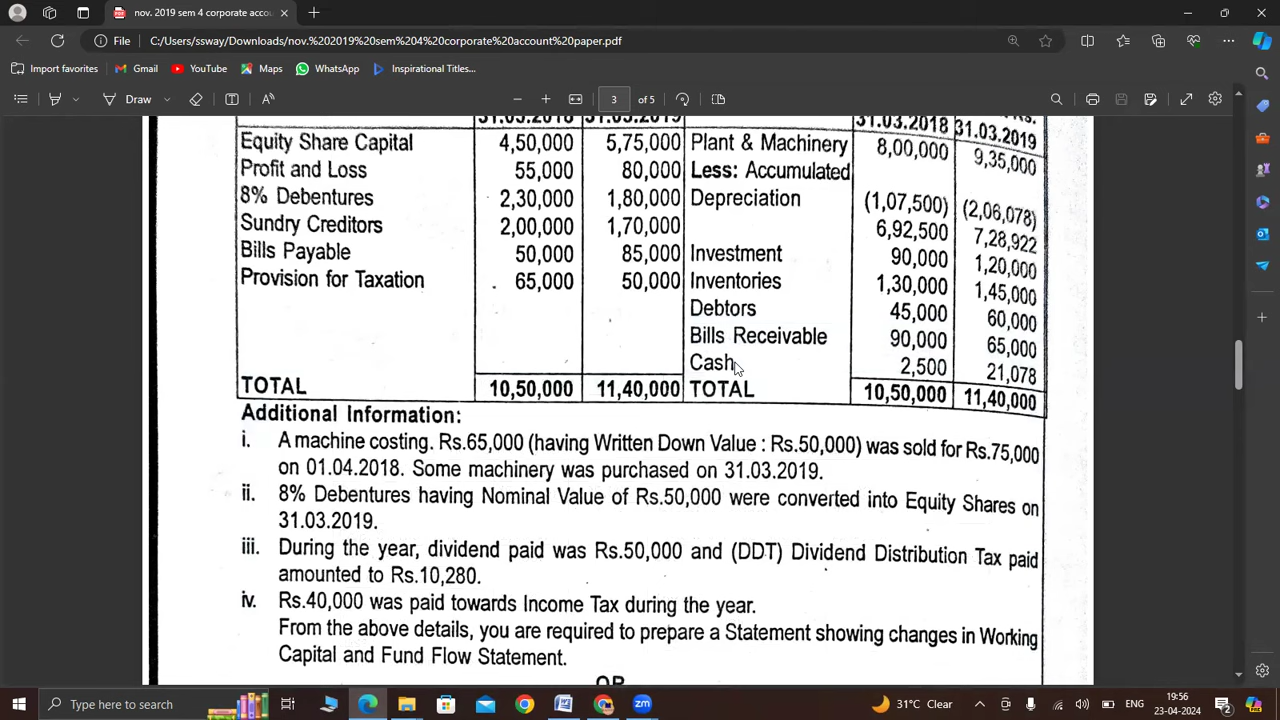 nov. 2019 sem 4 corporate accou
File C:/Users/ssway/Downloads/nov.%202019%20sem%204%20corporate%20account%20paper.pdf
Import favorites Gmail YouTube Maps WhatsApp Inspirational Titles...
Draw 3 of 5
31.03.2018 31.03.2019 31.03.2018 31.03.2019
Equity Share Capital 4,50,000 5,75,000 Plant & Machinery 8,00,000 9,35,000
Profit and Loss 55,000 80,000 Less: Accumulated
8% Debentures 2,30,000 1,80,000 Depreciation (1,07,500) (2,06,078)
Sundry Creditors 2,00,000 1,70,000 6,92,500 7,28,922
Bills Payable 50,000 85,000 Investment 90,000 1,20,000
Provision for Taxation 65,000 50,000 Inventories 1,30,000 1,45,000
Debtors 45,000 60,000
Bills Receivable 90,000 65,000
Cash 2,500 21,078
TOTAL 10,50,000 11,40,000 TOTAL 10,50,000 11,40,000
Additional Information:
i. A machine costing. Rs.65,000 (having Written Down Value : Rs.50,000) was sold for Rs.75,000
on 01.04.2018. Some machinery was purchased on 31.03.2019.
ii. 8% Debentures having Nominal Value of Rs.50,000 were converted into Equity Shares on
31.03.2019.
iii. During the year, dividend paid was Rs.50,000 and (DDT) Dividend Distribution Tax paid
amounted to Rs.10,280.
iv. Rs.40,000 was paid towards Income Tax during the year.
From the above details, you are required to prepare a Statement showing changes in Working
Capital and Fund Flow Statement.
OR
Type here to search 31°C Clear ENG 19:56
23-04-2024 2